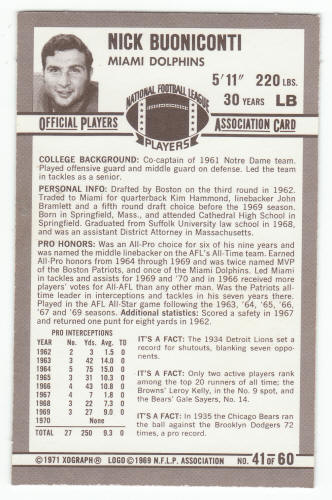 NICK BUONICONTI
MIAMI DOLPHINS
5'11" 220 LBS.
30 YEARS LB
NATIONAL FOOTBALL LEAGUE
PLAYERS
OFFICIAL PLAYERS ASSOCIATION CARD
COLLEGE BACKGROUND: Co-captain of 1961 Notre Dame team.
Played offensive guard and middle guard on defense. Led the team
in tackles as a senior.
PERSONAL INFO: Drafted by Boston on the third round in 1962.
Traded to Miami for quarterback Kim Hammond, linebacker John
Bramlett and a fifth round draft choice before the 1969 season.
Born in Springfield, Mass., and attended Cathedral High School in
Springfield. Graduated from Suffolk University law school in 1968,
and was an assistant District Attorney in Massachusetts.
PRO HONORS: Was an All-Pro choice for six of his nine years and
was named the middle linebacker on the AFL's All-Time team. Earned
All-Pro honors from 1964 through 1969 and was twice named MVP
of the Boston Patriots, and once of the Miami Dolphins. Led Miami
in tackles and assists for 1969 and '70 and in 1966 received more
players' votes for All-AFL than any other man. Was the Patriots all-
time leader in interceptions and tackles in his seven years there.
Played in the AFL All-Star game following the 1963, '64, '65, '66,
'67 and '69 seasons. Additional statistics: Scored a safety in 1967
and returned one punt for eight yards in 1962.
PRO INTERCEPTIONS
YEAR No. Yds. Avg. TD
1962 2 3 1.5 0
1963 3 42 14.0 0
1964 5 75 15.0 0
1965 3 31 10.3 0
1966 4 43 10.8 0
1967 4 7 1.8 0
1968 3 22 7.3 0
1969 3 27 9.0 0
1970 None
TOTAL 27 250 9.3 0
IT'S A FACT: The 1934 Detroit Lions set a
record for shutouts, blanking seven oppo-
nents.
IT'S A FACT: Only two active players rank
among the top 20 runners of all time; the
Browns' Leroy Kelly, in the No. 9 spot, and
the Bears' Gale Sayers, No. 14.
IT'S A FACT: In 1935 the Chicago Bears ran
the ball against the Brooklyn Dodgers 72
times, a pro record.
©1971 XOGRAPH® LOGO ©1969 N.F.L.P. ASSOCIATION NO. 41 OF 60